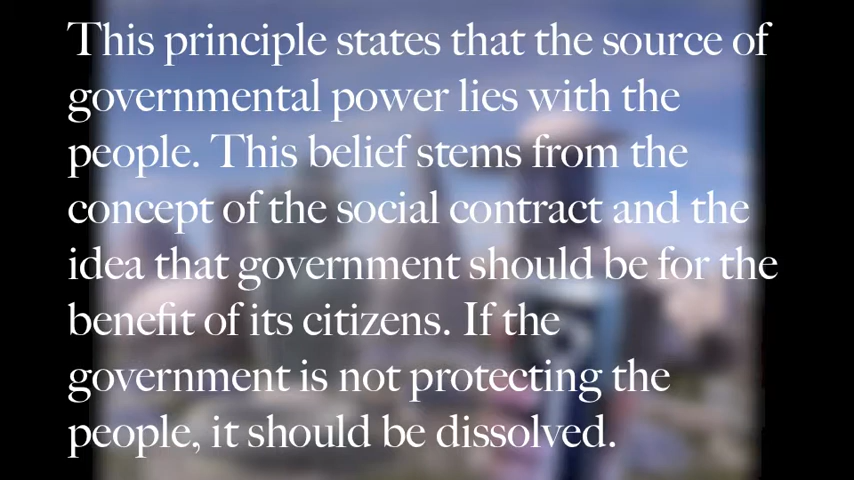 This principle states that the source of
governmental power lies with the
people. This belief stems from the
concept of the social contract and the
idea that government should be for the
benefit of its citizens. If the
government is not protecting the
people, it should be dissolved.